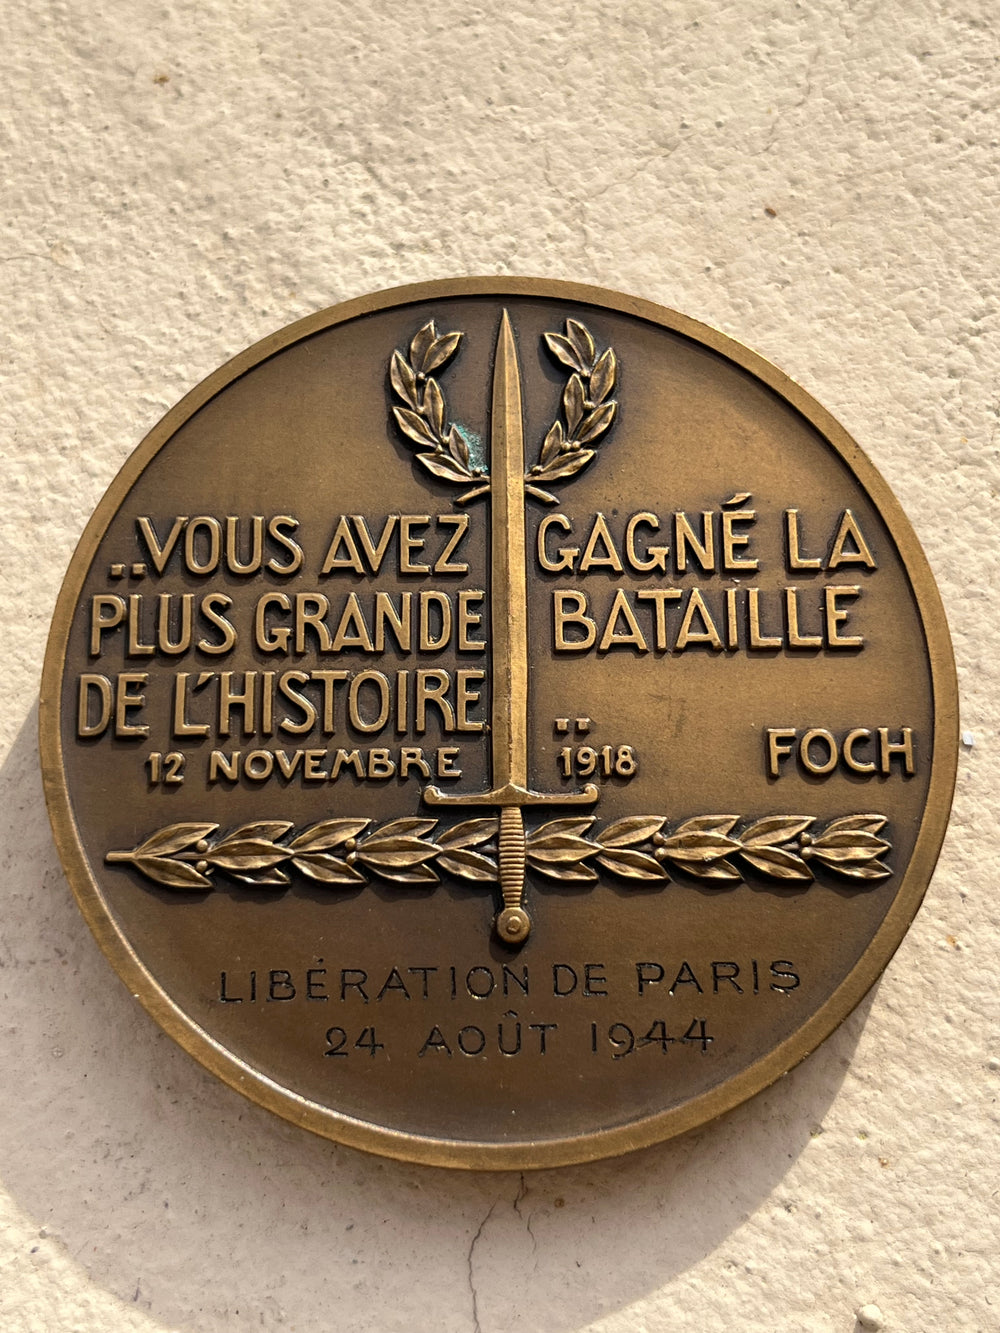 ..VOUS AVEZ GAGNÉ LA
PLUS GRANDE BATAILLE
DE L'HISTOIRE ..
12 NOVEMBRE 1918 FOCH
LIBÉRATION DE PARIS
24 AOÛT 1944